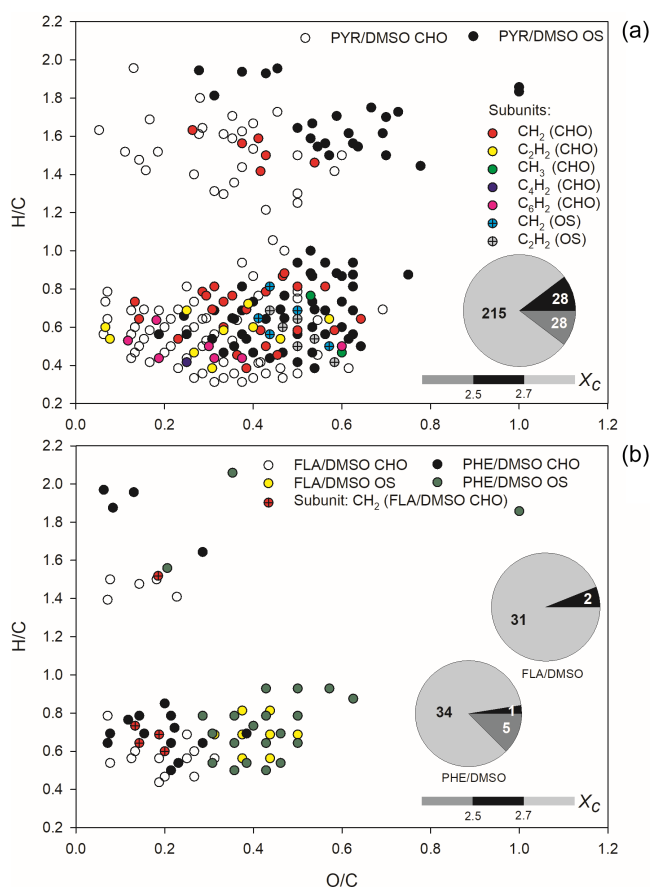 (a)
PYR/DMSO CHO PYR/DMSO OS
Subunits:
CH₂ (CHO)
C₂H₂ (CHO)
CH₃ (CHO)
C₄H₂ (CHO)
C₆H₂ (CHO)
CH₂ (OS)
C₂H₂ (OS)
H/C
2.2
2.0
1.8
1.6
1.4
1.2
1.0
0.8
0.6
0.4
0.2
215
28
28
2.5 2.7 Xc
0.0 0.2 0.4 0.6 0.8 1.0 1.2
(b)
FLA/DMSO CHO PHE/DMSO CHO
FLA/DMSO OS PHE/DMSO OS
Subunit: CH₂ (FLA/DMSO CHO)
H/C
2.2
2.0
1.8
1.6
1.4
1.2
1.0
0.8
0.6
0.4
0.2
31
2
FLA/DMSO
34
1
5
PHE/DMSO
2.5 2.7 Xc
0.0 0.2 0.4 0.6 0.8 1.0 1.2
O/C